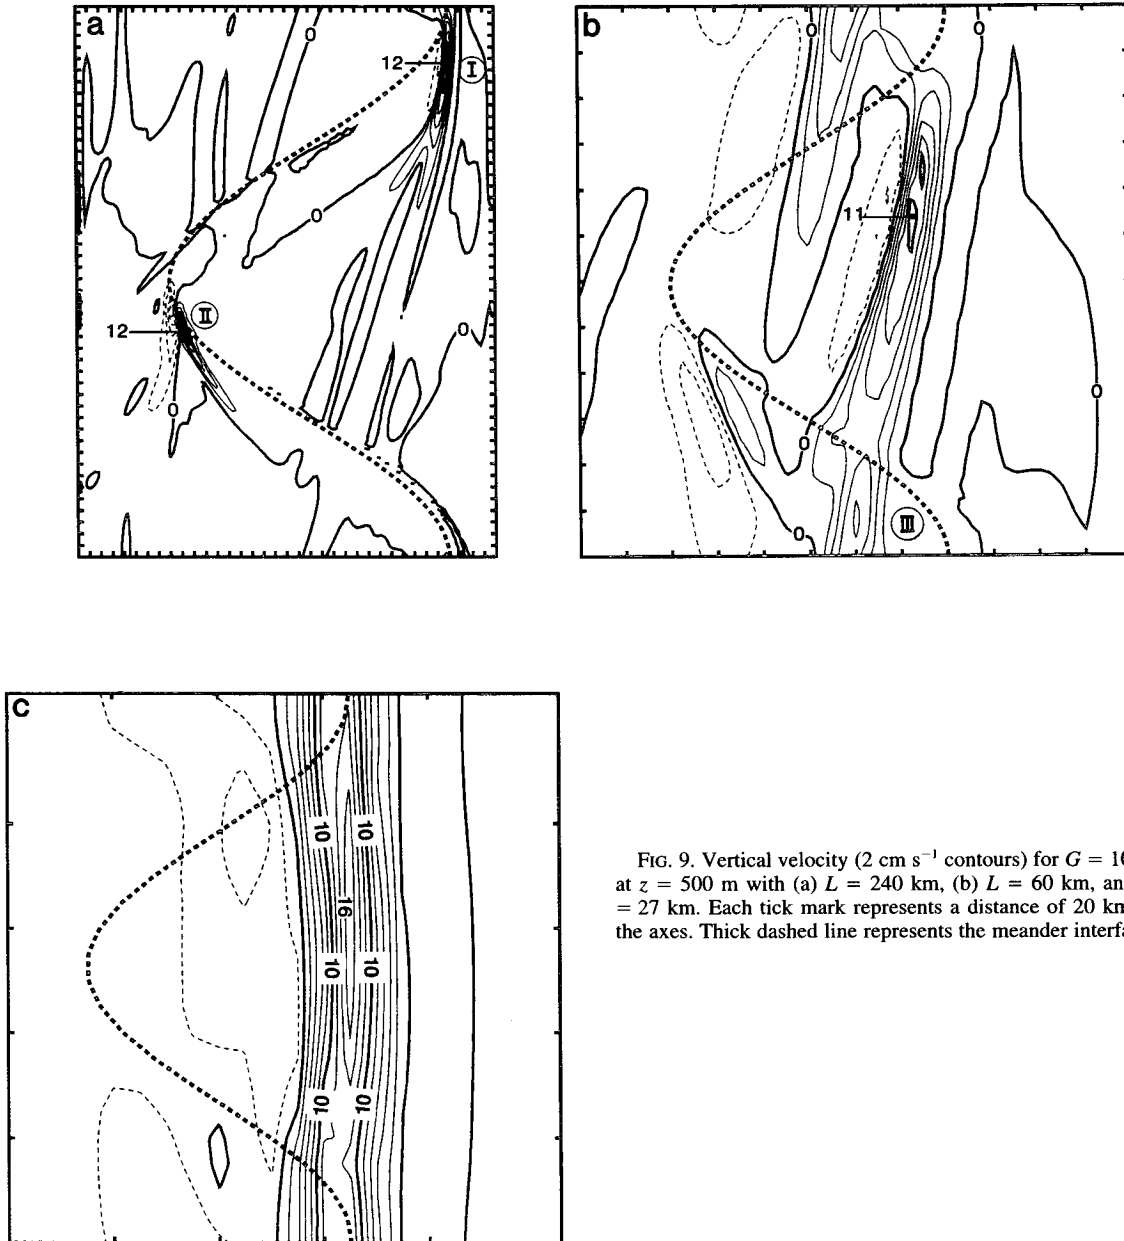 a
0
12
I
0
II
12
0
0
b
0
0
11
0
0
0
III
c
10
10
16
10
10
10
10
FIG. 9. Vertical velocity (2 cm s⁻¹ contours) for G = 16
at z = 500 m with (a) L = 240 km, (b) L = 60 km, an
= 27 km. Each tick mark represents a distance of 20 km
the axes. Thick dashed line represents the meander interfa